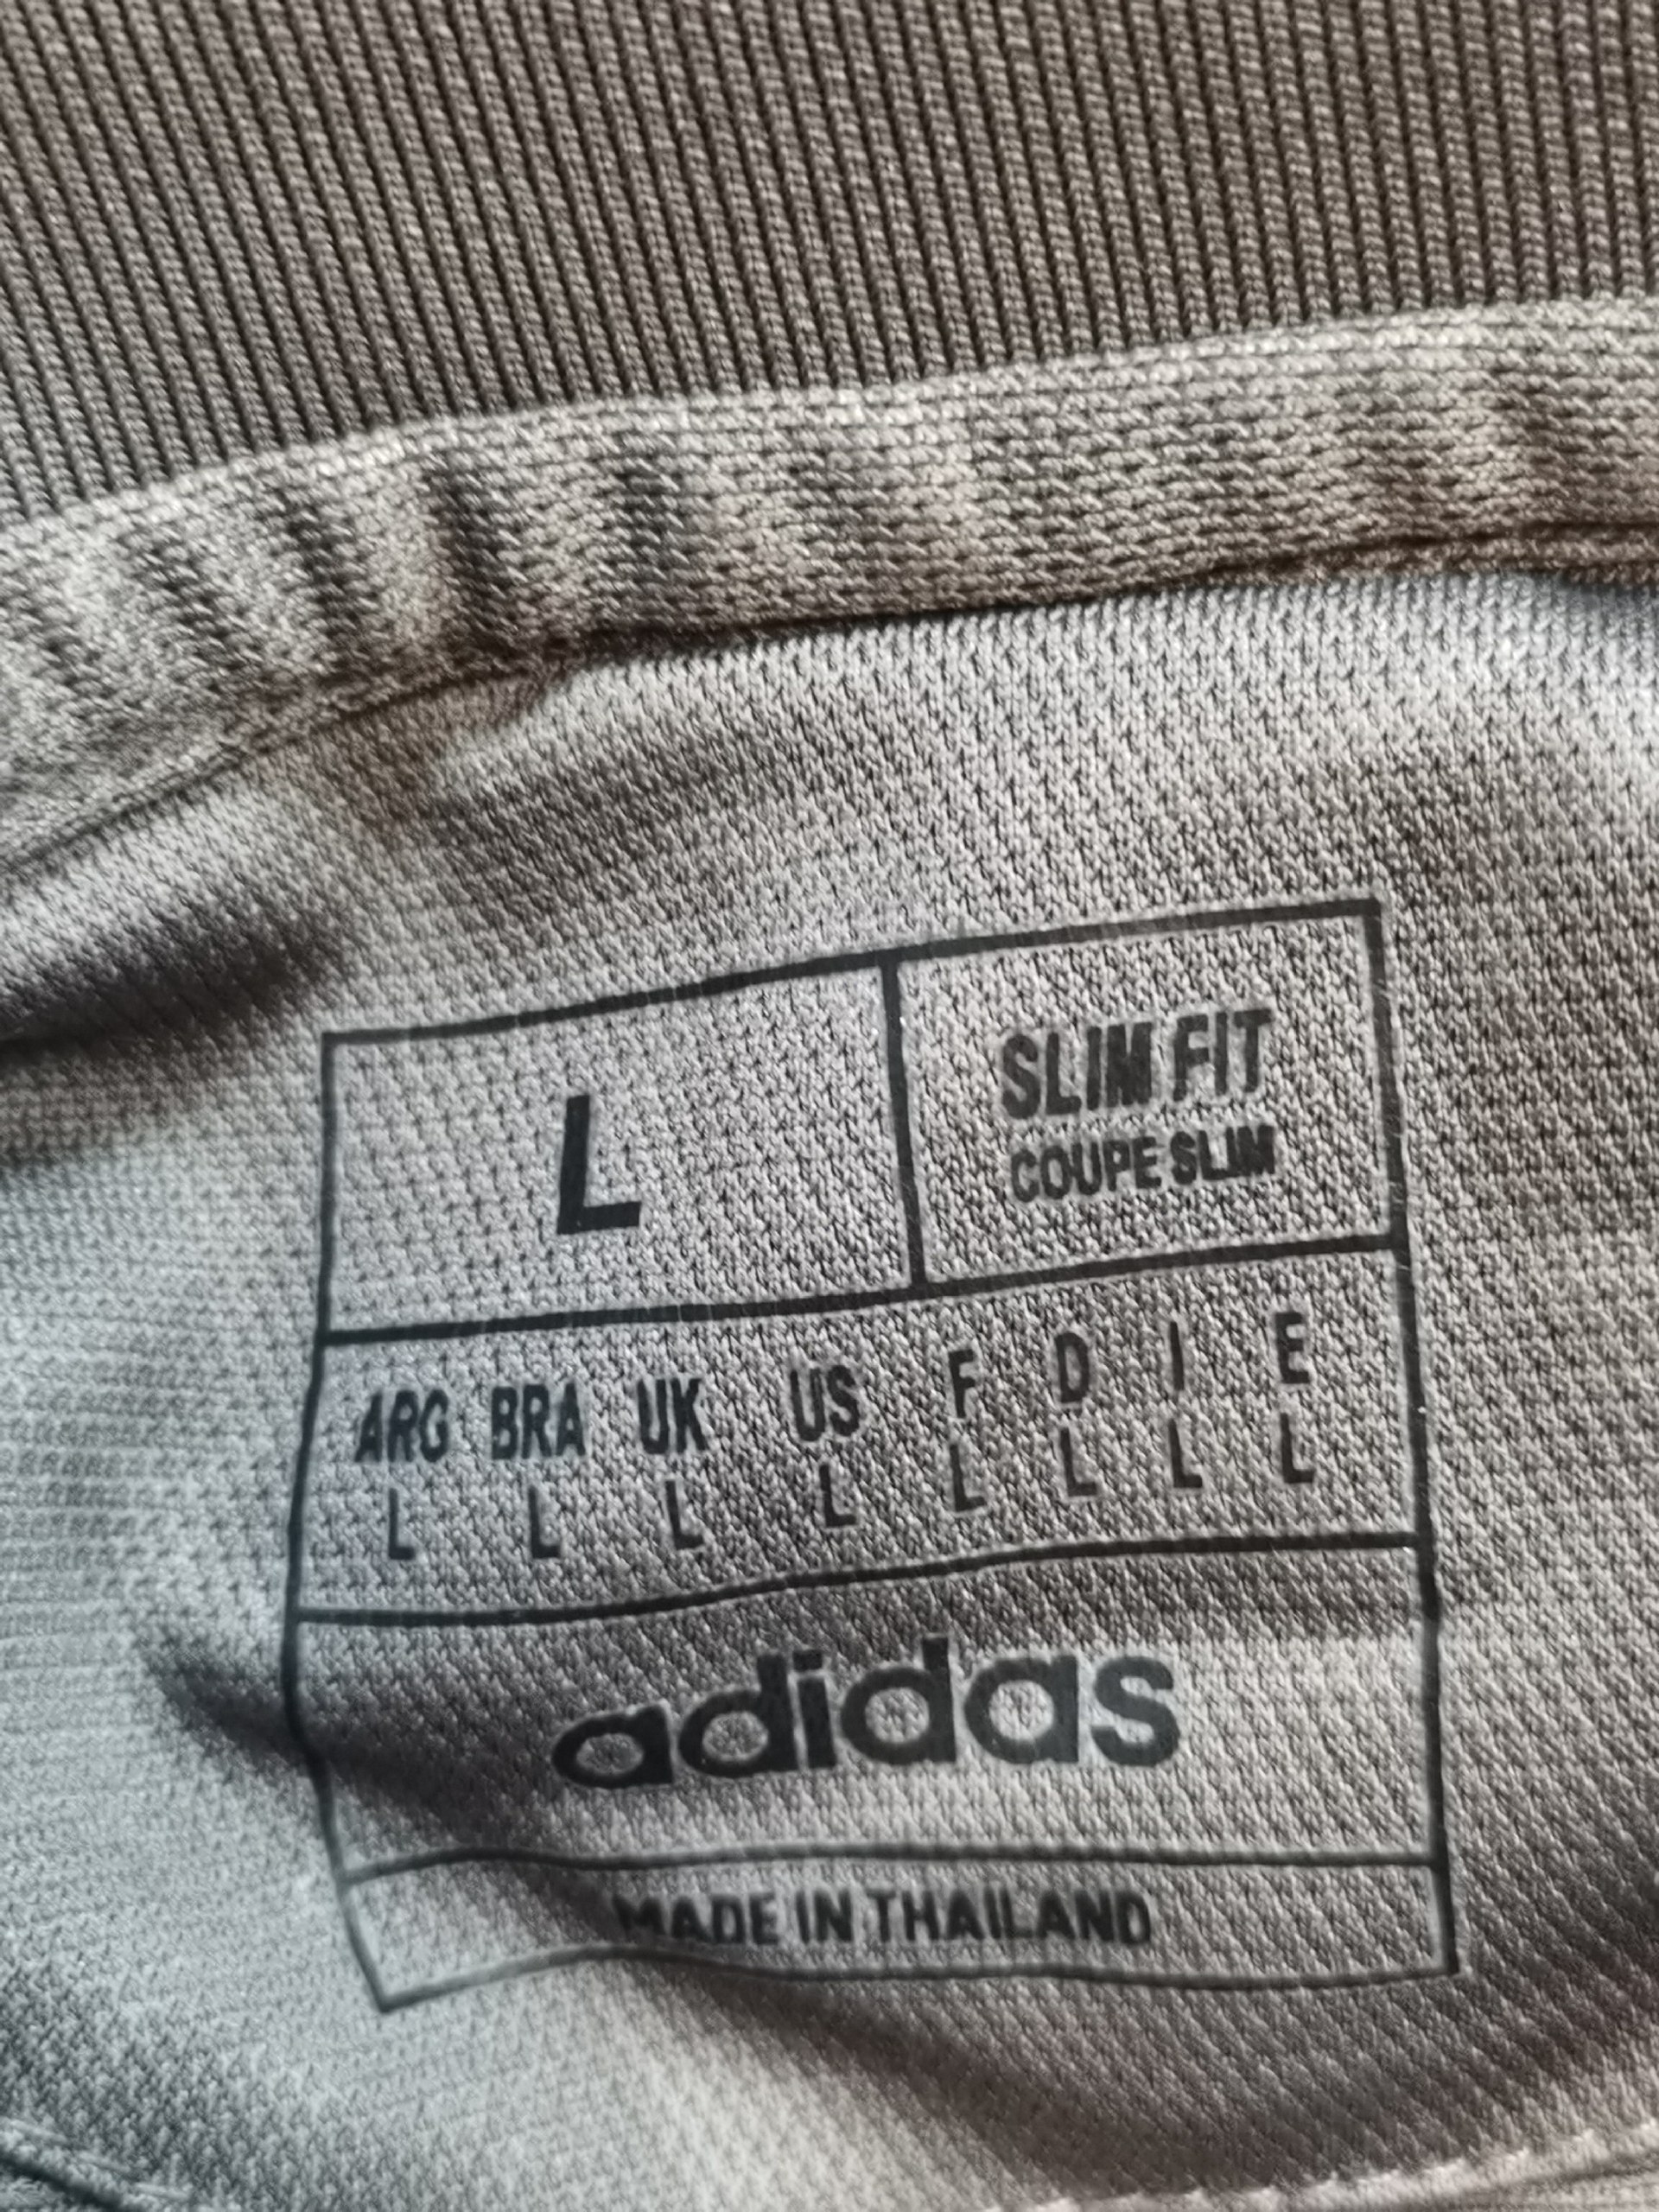 L
SLIM FIT
COUPE SLIM
ARG BRA UK US F D I E
L L L L L L L L
adidas
MADE IN THAILAND